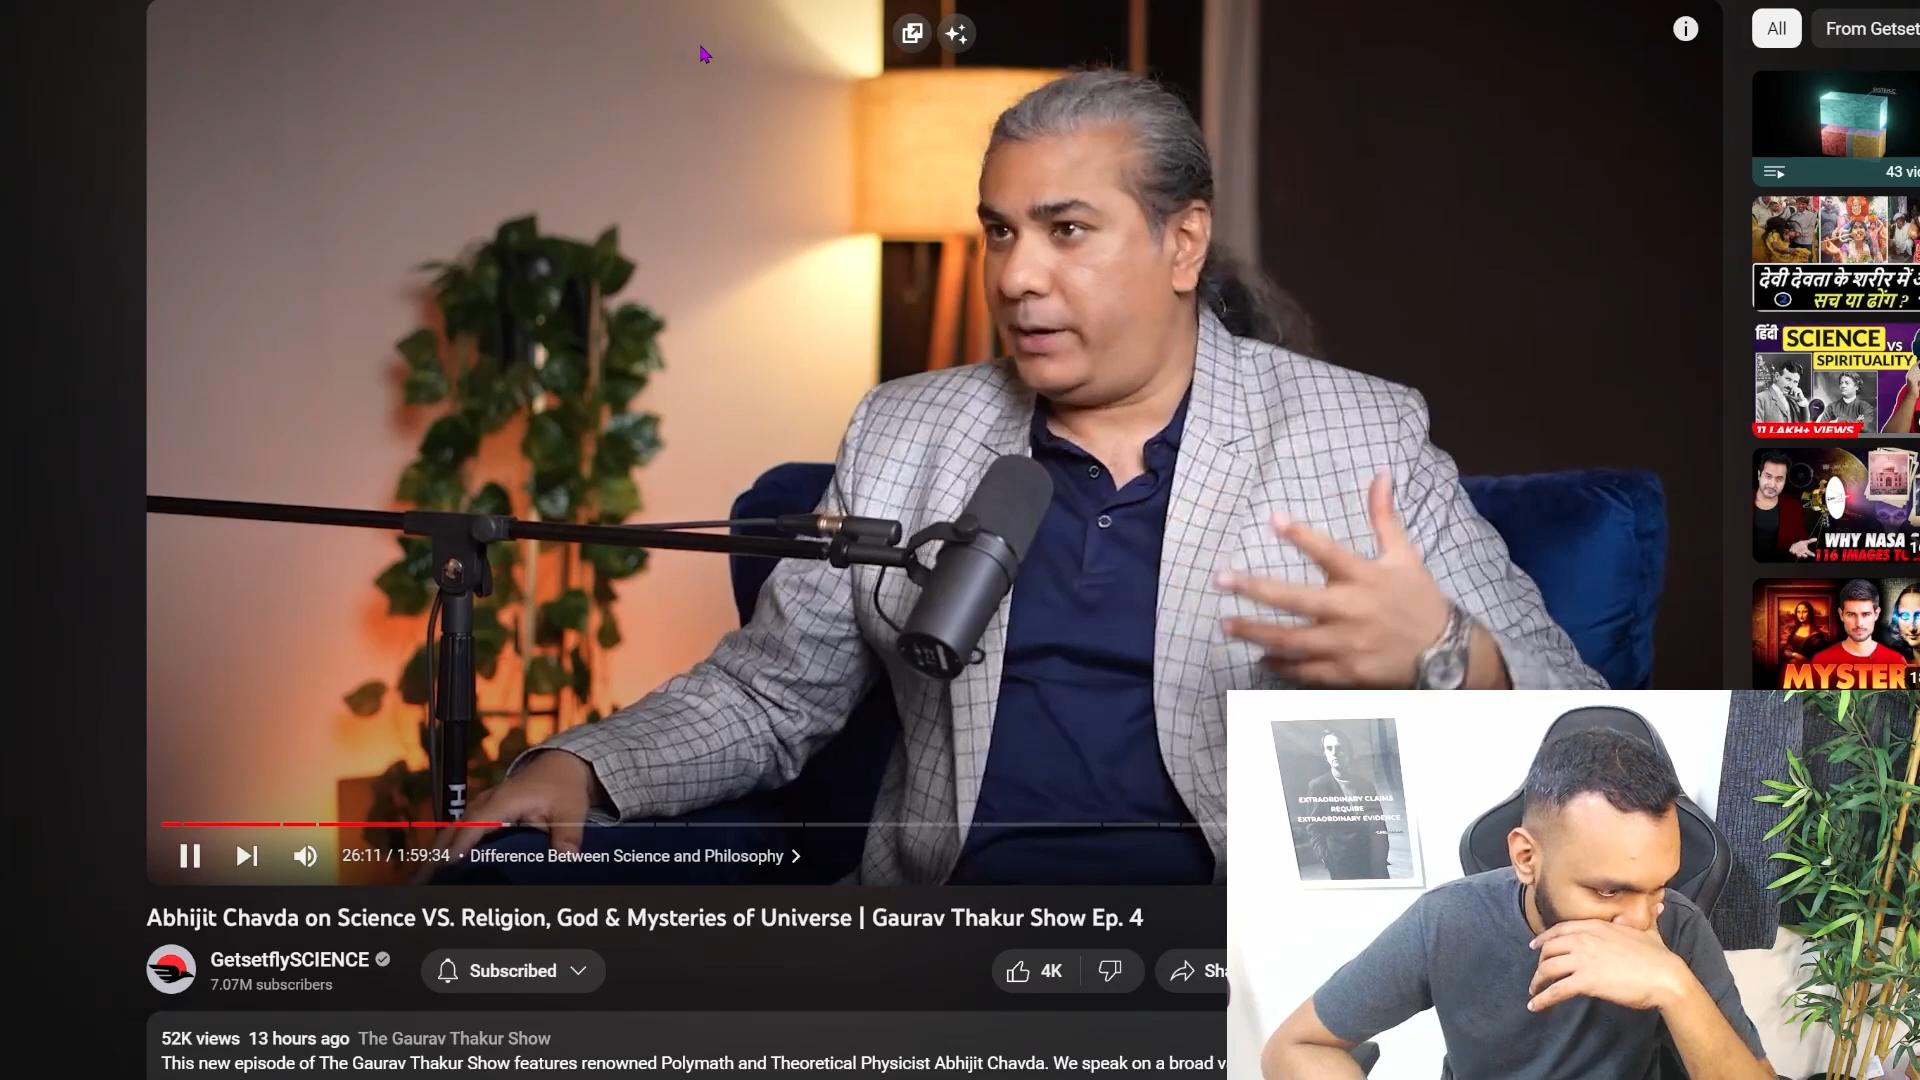 All
From Getset
43 vi
देवी देवता के शरीर में
सच या ढोंग ?
हिंदी SCIENCE VS
SPIRITUALITY
11 LAKH+ VIEWS
WHY NASA
116 IMAGES T
MYSTER
26:11 / 1:59:34 • Difference Between Science and Philosophy
EXTRAORDINARY CLAIMS
REQUIRE
EXTRAORDINARY EVIDENCE
Abhijit Chavda on Science VS. Religion, God & Mysteries of Universe | Gaurav Thakur Show Ep. 4
GetsetflySCIENCE
7.07M subscribers
Subscribed
4K
Sh
52K views 13 hours ago The Gaurav Thakur Show
This new episode of The Gaurav Thakur Show features renowned Polymath and Theoretical Physicist Abhijit Chavda. We speak on a broad v